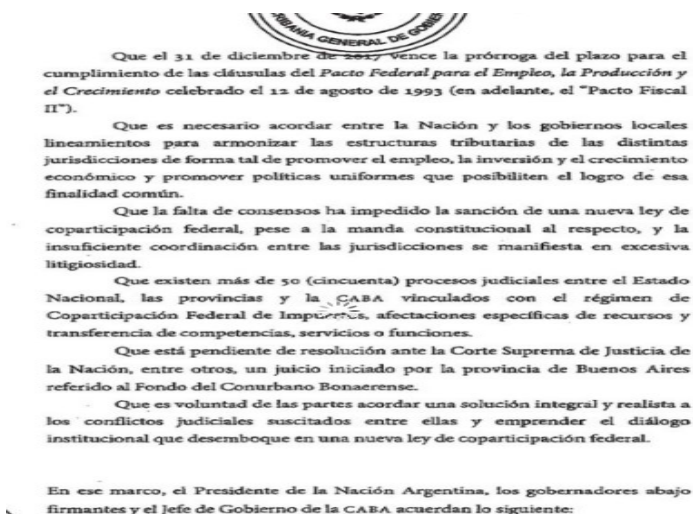 BANIA GENERAL DE GOBIE
Que el 31 de diciembre de 2017 vence la prórroga del plazo para el
cumplimiento de las cláusulas del Pacto Federal para el Empleo, la Producción y
el Crecimiento celebrado el 12 de agosto de 1993 (en adelante, el "Pacto Fiscal
II").
Que es necesario acordar entre la Nación y los gobiernos locales
lineamientos para armonizar las estructuras tributarias de las distintas
jurisdicciones de forma tal de promover el empleo, la inversión y el crecimiento
económico y promover políticas uniformes que posibiliten el logro de esa
finalidad común.
Que la falta de consensos ha impedido la sanción de una nueva ley de
coparticipación federal, pese a la manda constitucional al respecto, y la
insuficiente coordinación entre las jurisdicciones se manifiesta en excesiva
litigiosidad.
Que existen más de 50 (cincuenta) procesos judiciales entre el Estado
Nacional, las provincias y la CABA vinculados con el régimen de
Coparticipación Federal de Impuestos, afectaciones específicas de recursos y
transferencia de competencias, servicios o funciones.
Que está pendiente de resolución ante la Corte Suprema de Justicia de
la Nación, entre otros, un juicio iniciado por la provincia de Buenos Aires
referido al Fondo del Conurbano Bonaerense.
Que es voluntad de las partes acordar una solución integral y realista a
los conflictos judiciales suscitados entre ellas y emprender el diálogo
institucional que desemboque en una nueva ley de coparticipación federal.
En ese marco, el Presidente de la Nación Argentina, los gobernadores abajo
firmantes y el Jefe de Gobierno de la CABA acuerdan lo siguiente: